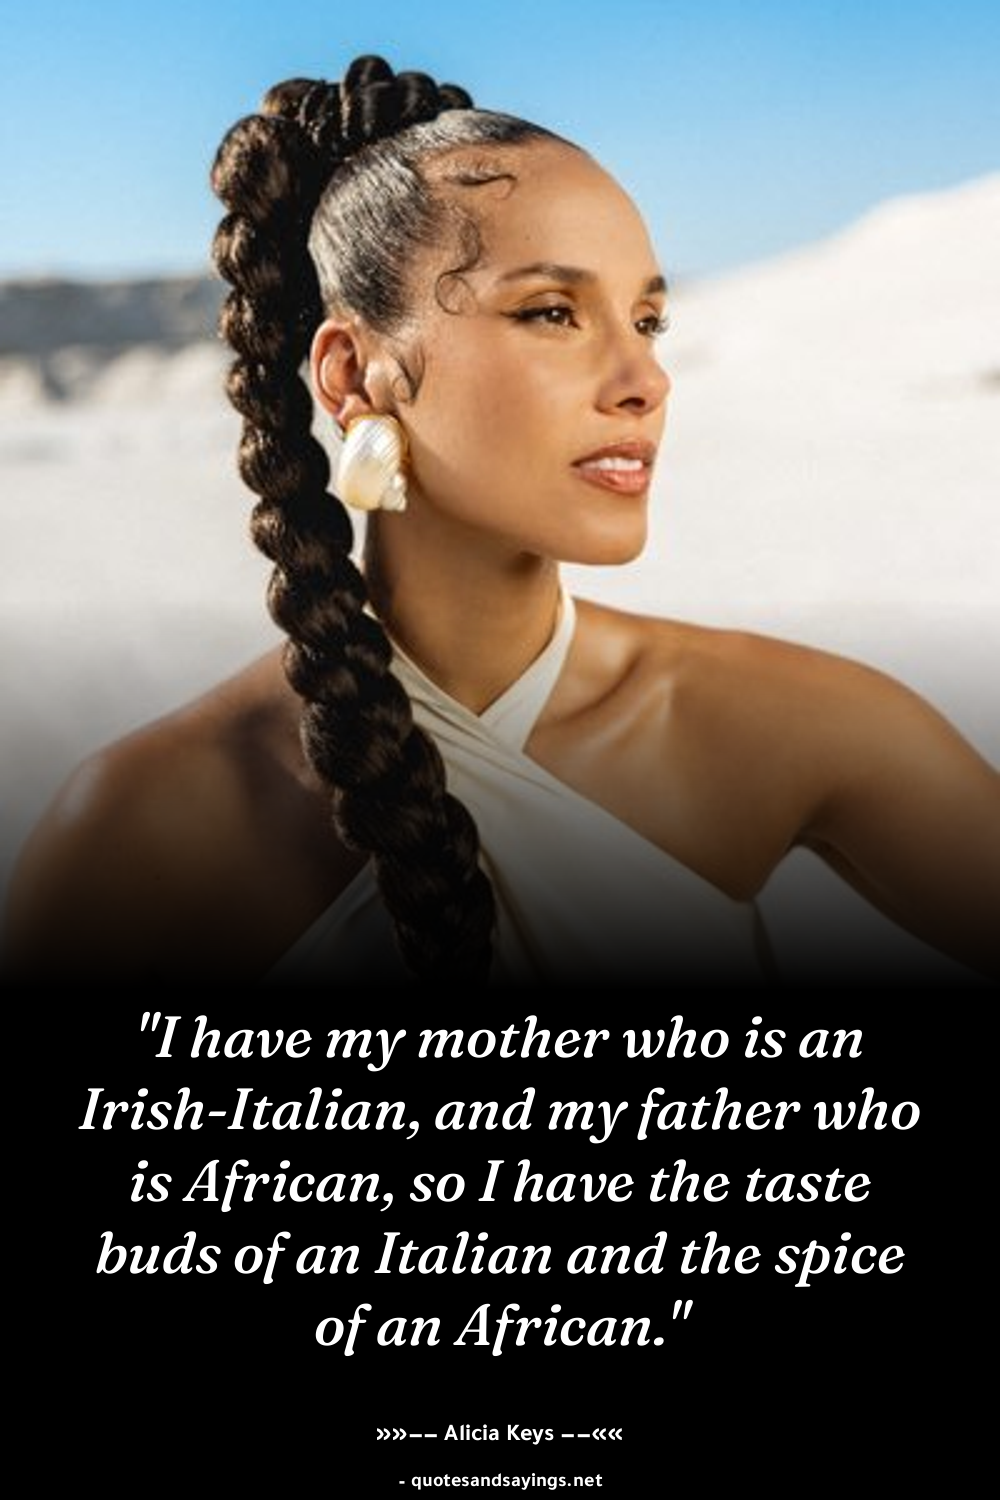 "I have my mother who is an
Irish-Italian, and my father who
is African, so I have the taste
buds of an Italian and the spice
of an African."
»»–– Alicia Keys ––««
- quotesandsayings.net